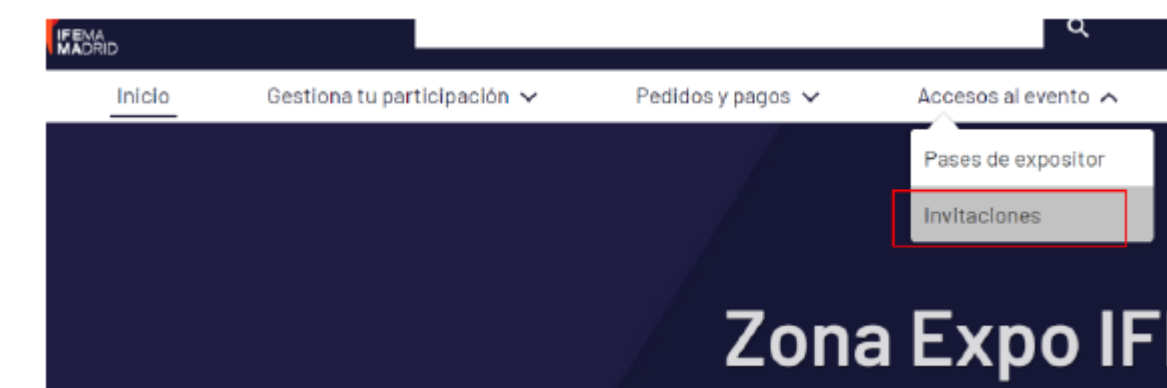 IFEMA
MADRID
Inicio Gestiona tu participación Pedidos y pagos Accesos al evento
Pases de expositor
Invitaciones
Zona Expo IF